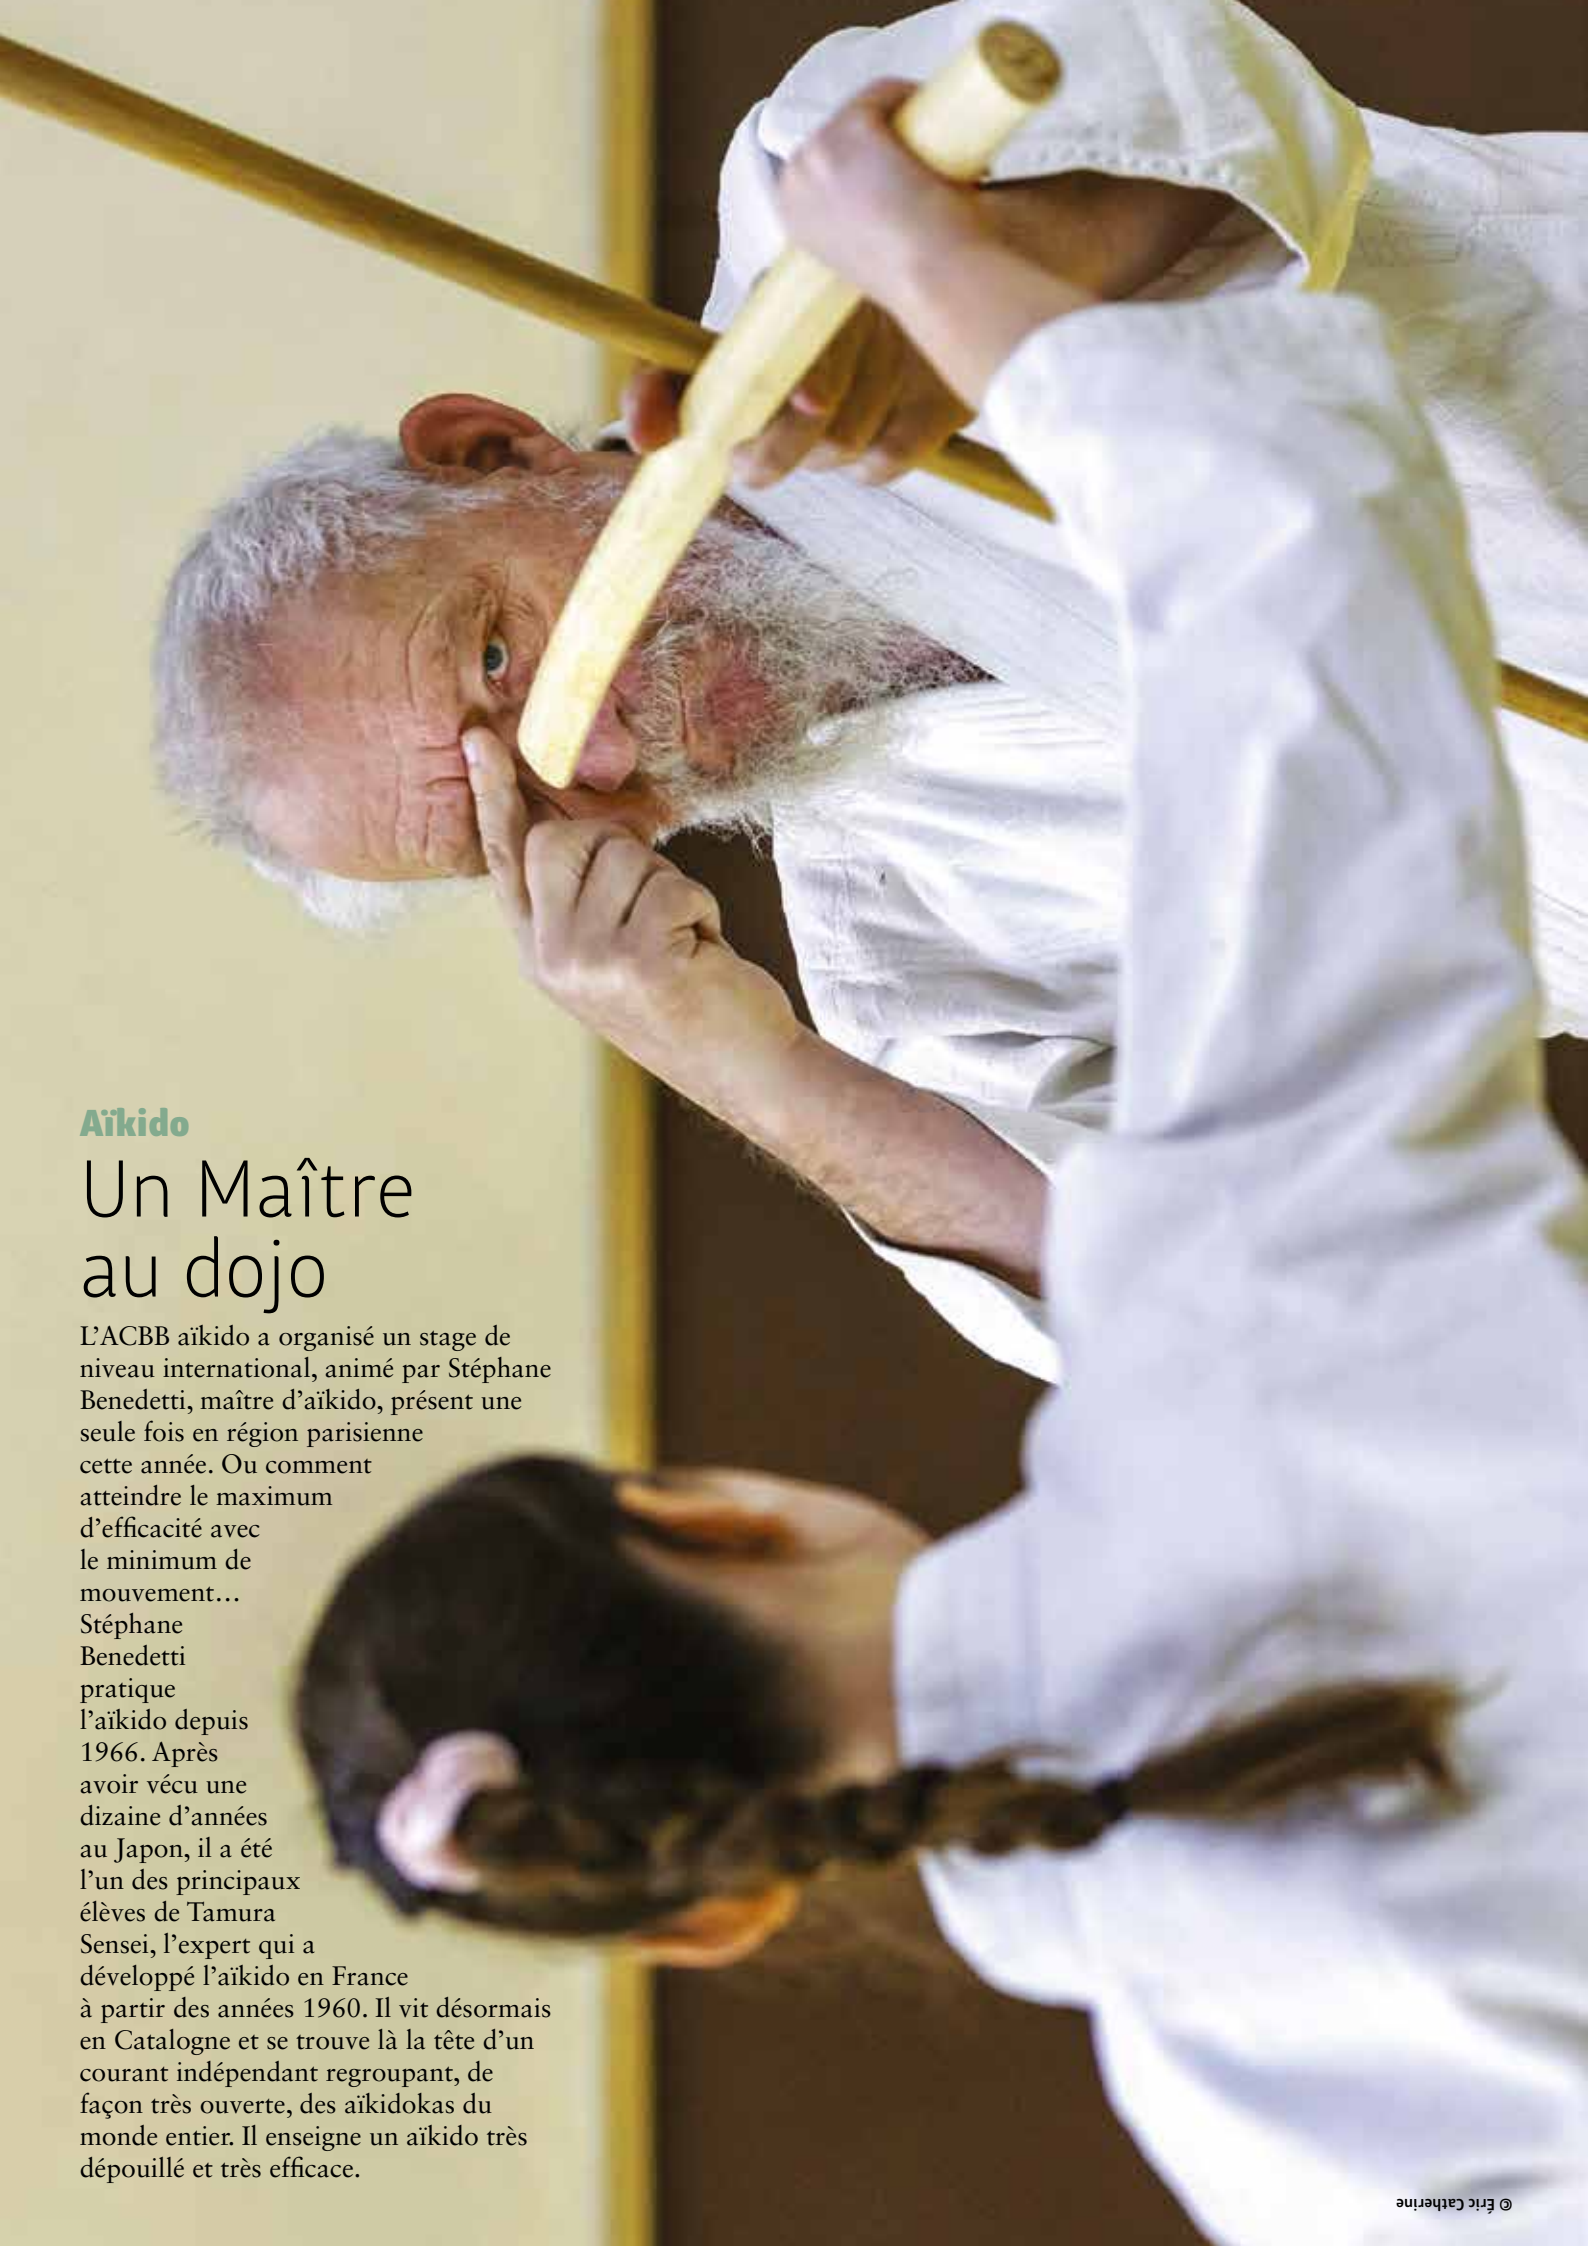 Aïkido
Un Maître
au dojo
L’ACBB aïkido a organisé un stage de
niveau international, animé par Stéphane
Benedetti, maître d’aïkido, présent une
seule fois en région parisienne
cette année. Ou comment
atteindre le maximum
d’efficacité avec
le minimum de
mouvement…
Stéphane
Benedetti
pratique
l’aïkido depuis
1966. Après
avoir vécu une
dizaine d’années
au Japon, il a été
l’un des principaux
élèves de Tamura
Sensei, l’expert qui a
développé l’aïkido en France
à partir des années 1960. Il vit désormais
en Catalogne et se trouve là la tête d’un
courant indépendant regroupant, de
façon très ouverte, des aïkidokas du
monde entier. Il enseigne un aïkido très
dépouillé et très efficace.
© Éric Catherine